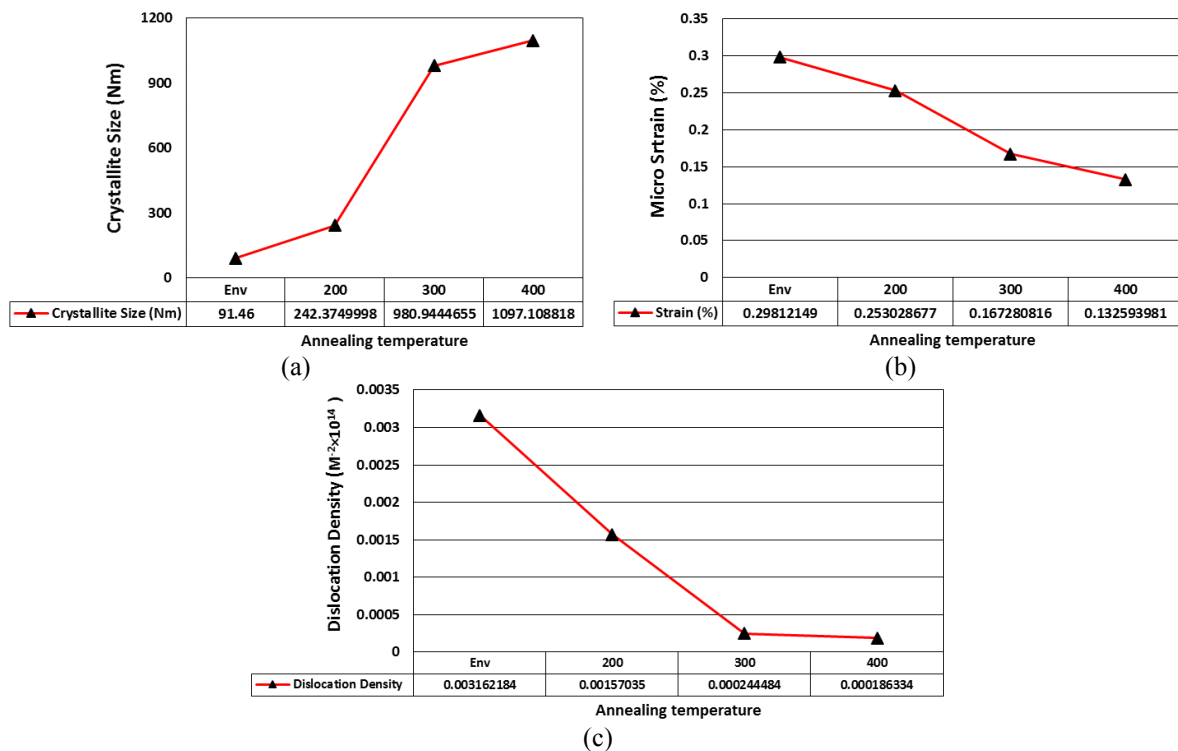 Crystallite Size (Nm)
1200
900
600
300
0
Env 200 300 400
Crystallite Size (Nm) 91.46 242.3749998 980.9444655 1097.108818
Annealing temperature
(a)
Micro Srtrain (%)
0.35
0.3
0.25
0.2
0.15
0.1
0.05
0
Env 200 300 400
Strain (%) 0.29812149 0.253028677 0.167280816 0.132593981
Annealing temperature
(b)
Dislocation Density (M⁻²×10¹⁴ )
0.0035
0.003
0.0025
0.002
0.0015
0.001
0.0005
0
Env 200 300 400
Dislocation Density 0.003162184 0.00157035 0.000244484 0.000186334
Annealing temperature
(c)